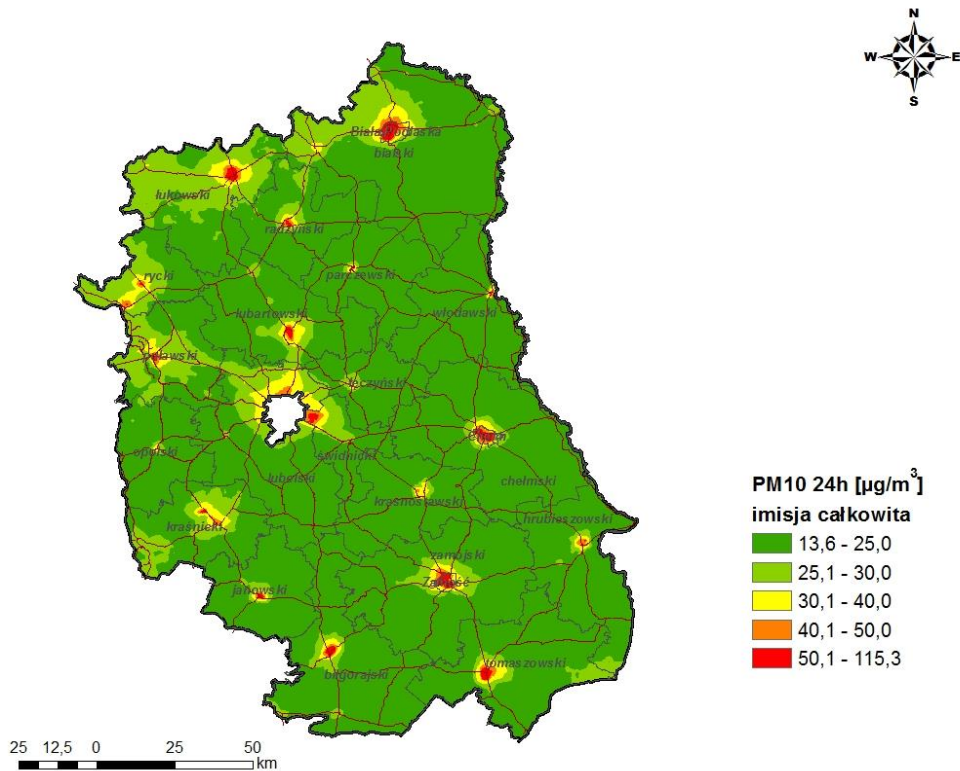 N
W E
S
Biała Podlaska
bialski
łukowski
radzyński
rycki
parczewski
lubartowski
włodawski
puławski
łęczyński
Chełm
opolski
świdnicki
lubelski
chełmski
krasnostawski
kraśnicki
hrubieszowski
zamojski
Zamość
janowski
biłgorajski
tomaszowski
PM10 24h [µg/m³]
imisja całkowita
13,6 - 25,0
25,1 - 30,0
30,1 - 40,0
40,1 - 50,0
50,1 - 115,3
25 12,5 0 25 50
km